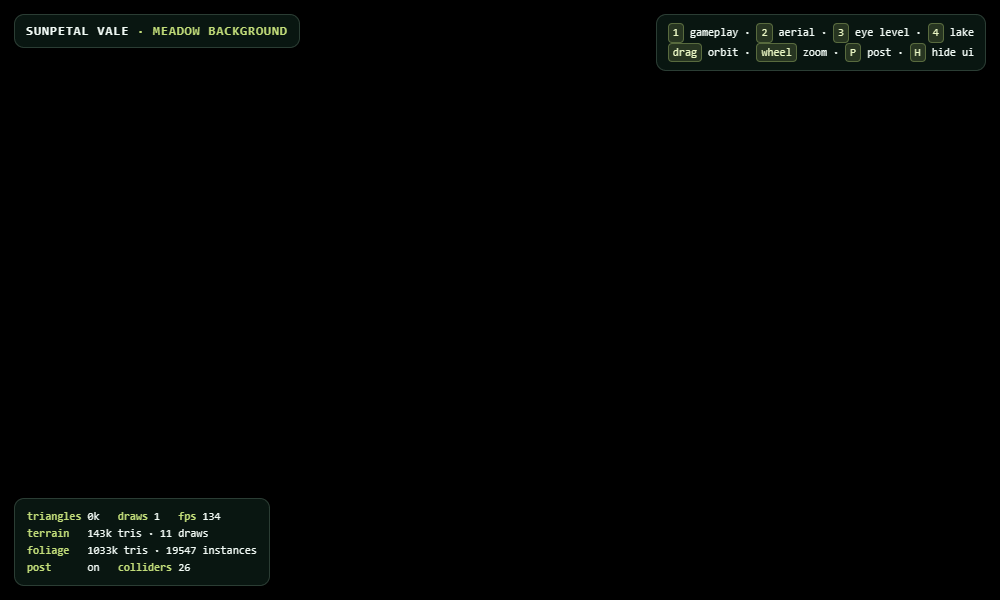 SUNPETAL VALE · MEADOW BACKGROUND
1 gameplay · 2 aerial · 3 eye level · 4 lake
drag orbit · wheel zoom · P post · H hide ui
triangles 0k draws 1 fps 134
terrain 143k tris · 11 draws
foliage 1033k tris · 19547 instances
post on colliders 26